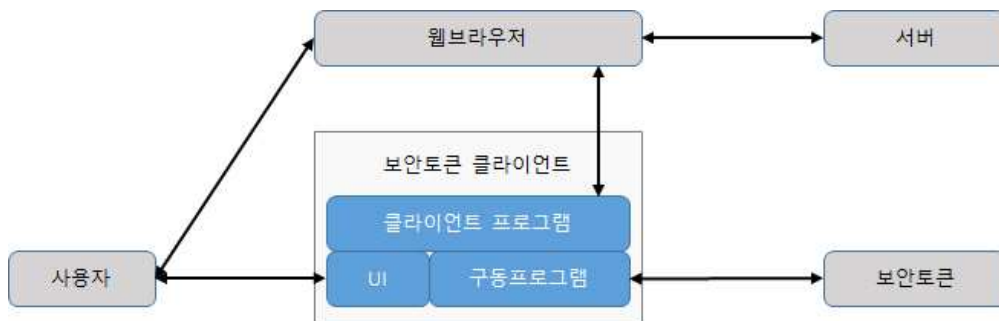 웹브라우저
서버
보안토큰 클라이언트
클라이언트 프로그램
사용자
UI
구동프로그램
보안토큰